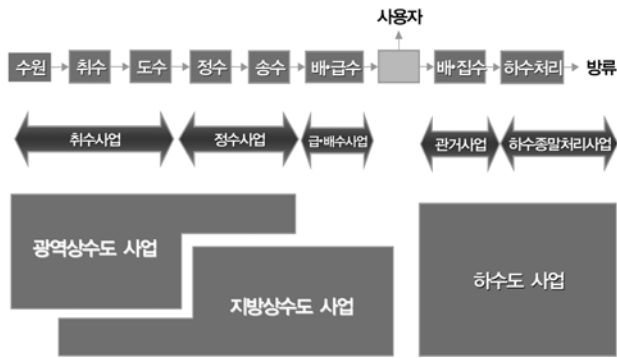 사용자
수원 취수 도수 정수 송수 배•급수 배•집수 하수처리 방류
취수사업 정수사업 급•배수사업 관거사업 하수종말처리사업
광역상수도 사업
지방상수도 사업
하수도 사업